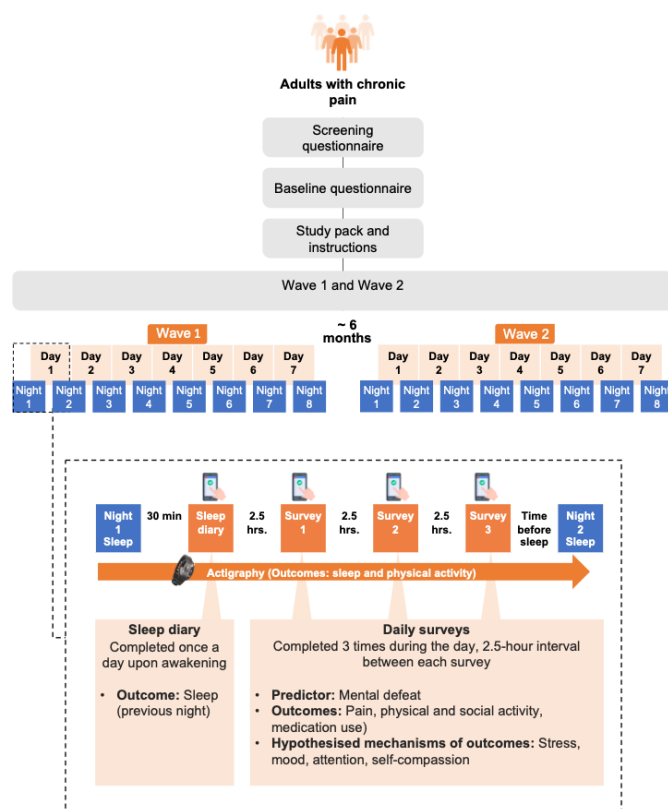 Adults with chronic
pain
Screening
questionnaire
Baseline questionnaire
Study pack and
instructions
Wave 1 and Wave 2
Wave 1
~ 6
months
Wave 2
Day
1
Day
2
Day
3
Day
4
Day
5
Day
6
Day
7
Day
1
Day
2
Day
3
Day
4
Day
5
Day
6
Day
7
Night
1
Night
2
Night
3
Night
4
Night
5
Night
6
Night
7
Night
8
Night
1
Night
2
Night
3
Night
4
Night
5
Night
6
Night
7
Night
8
Night
1
Sleep
30 min
Sleep
diary
2.5
hrs.
Survey
1
2.5
hrs.
Survey
2
2.5
hrs.
Survey
3
Time
before
sleep
Night
2
Sleep
Actigraphy (Outcomes: sleep and physical activity)
Sleep diary
Completed once a
day upon awakening
• Outcome: Sleep
(previous night)
Daily surveys
Completed 3 times during the day, 2.5-hour interval
between each survey
• Predictor: Mental defeat
• Outcomes: Pain, physical and social activity,
medication use)
• Hypothesised mechanisms of outcomes: Stress,
mood, attention, self-compassion